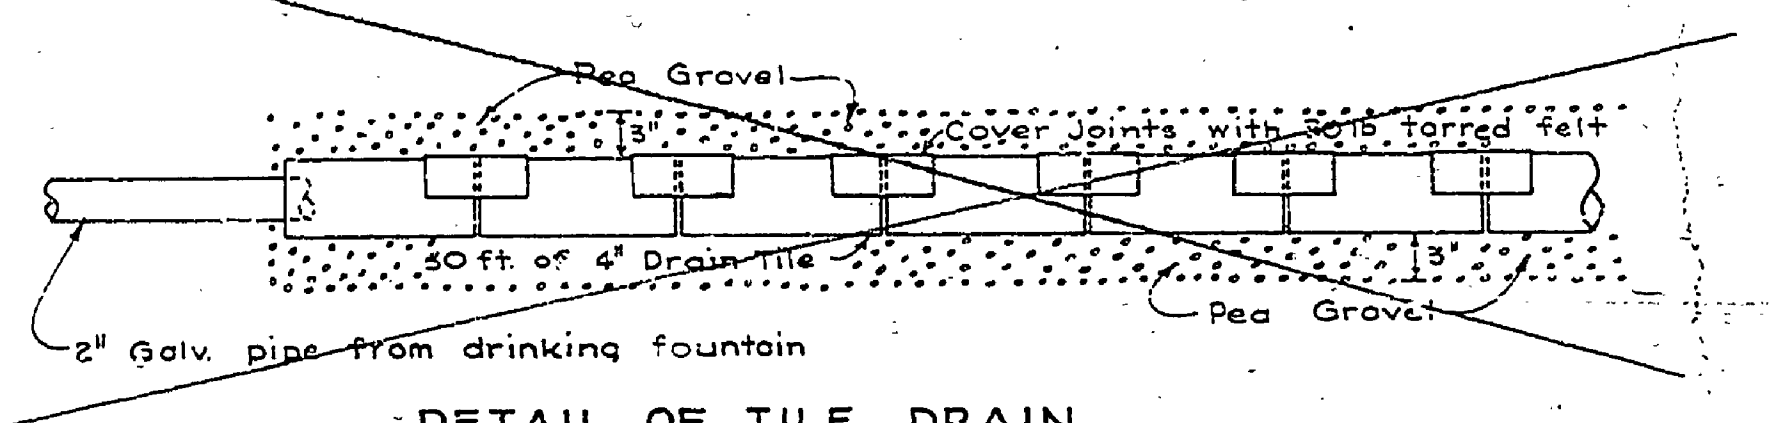 Pea Gravel
3"
Cover Joints with 30 lb tarred felt
30 ft. of 4" Drain Tile
3"
Pea Gravel
2" Galv. pipe from drinking fountain
DETAIL OF TILE DRAIN